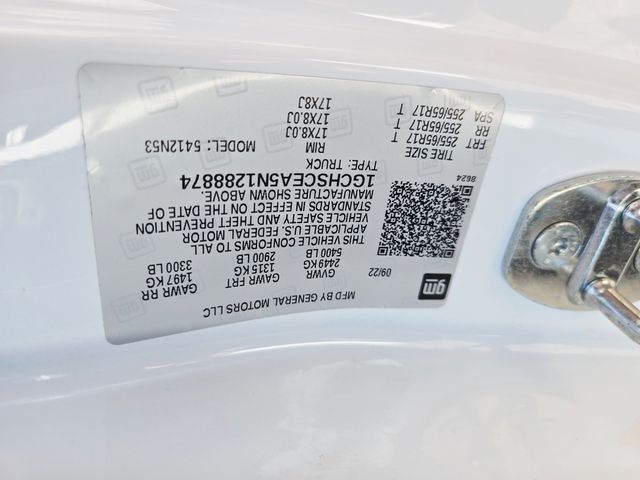 gm
MFD BY GENERAL MOTORS LLC
09/22
GVWR GAWR FRT GAWR RR
2449 KG 1315 KG 1497 KG
5400 LB 2900 LB 3300 LB
THIS VEHICLE CONFORMS TO ALL
APPLICABLE U.S. FEDERAL MOTOR
VEHICLE SAFETY AND THEFT PREVENTION
STANDARDS IN EFFECT ON THE DATE OF
MANUFACTURE SHOWN ABOVE.
1GCHSCEA5N1288874
TYPE: TRUCK
MODEL: 5412N53
8624
TIRE SIZE RIM
FRT 255/65R17 T 17X8.0J
RR 255/65R17 T 17X8.0J
SPA 255/65R17 T 17X8J